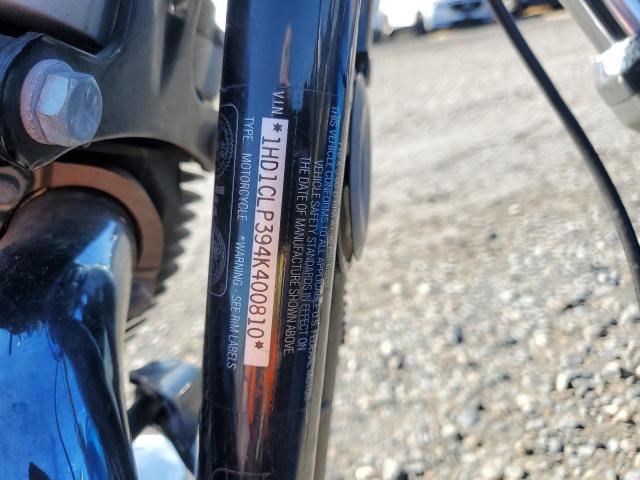 THIS VEHICLE CONFORMS TO ALL APPLICABLE U.S. FEDERAL MOTOR
VEHICLE SAFETY STANDARDS IN EFFECT ON
THE DATE OF MANUFACTURE SHOWN ABOVE
V.I.N.
*1HD1CLP394K400810*
TYPE: MOTORCYCLE *WARNING - SEE RIM LABELS